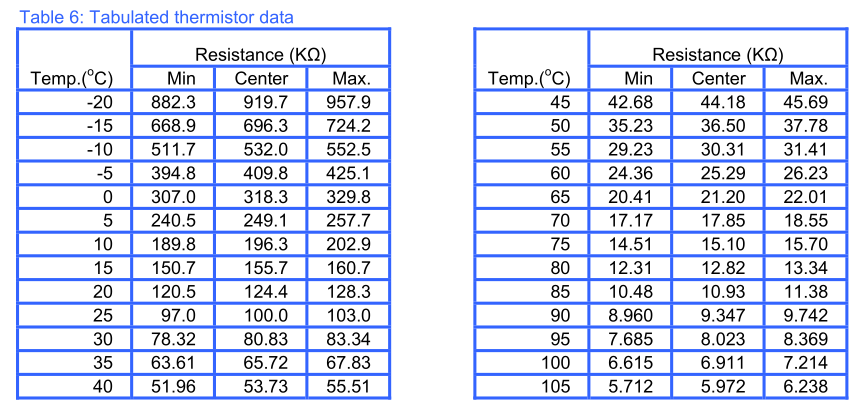 Table 6: Tabulated thermistor data
Resistance (KΩ)
Temp.(°C) Min Center Max.
-20 882.3 919.7 957.9
-15 668.9 696.3 724.2
-10 511.7 532.0 552.5
-5 394.8 409.8 425.1
0 307.0 318.3 329.8
5 240.5 249.1 257.7
10 189.8 196.3 202.9
15 150.7 155.7 160.7
20 120.5 124.4 128.3
25 97.0 100.0 103.0
30 78.32 80.83 83.34
35 63.61 65.72 67.83
40 51.96 53.73 55.51
Resistance (KΩ)
Temp.(°C) Min Center Max.
45 42.68 44.18 45.69
50 35.23 36.50 37.78
55 29.23 30.31 31.41
60 24.36 25.29 26.23
65 20.41 21.20 22.01
70 17.17 17.85 18.55
75 14.51 15.10 15.70
80 12.31 12.82 13.34
85 10.48 10.93 11.38
90 8.960 9.347 9.742
95 7.685 8.023 8.369
100 6.615 6.911 7.214
105 5.712 5.972 6.238